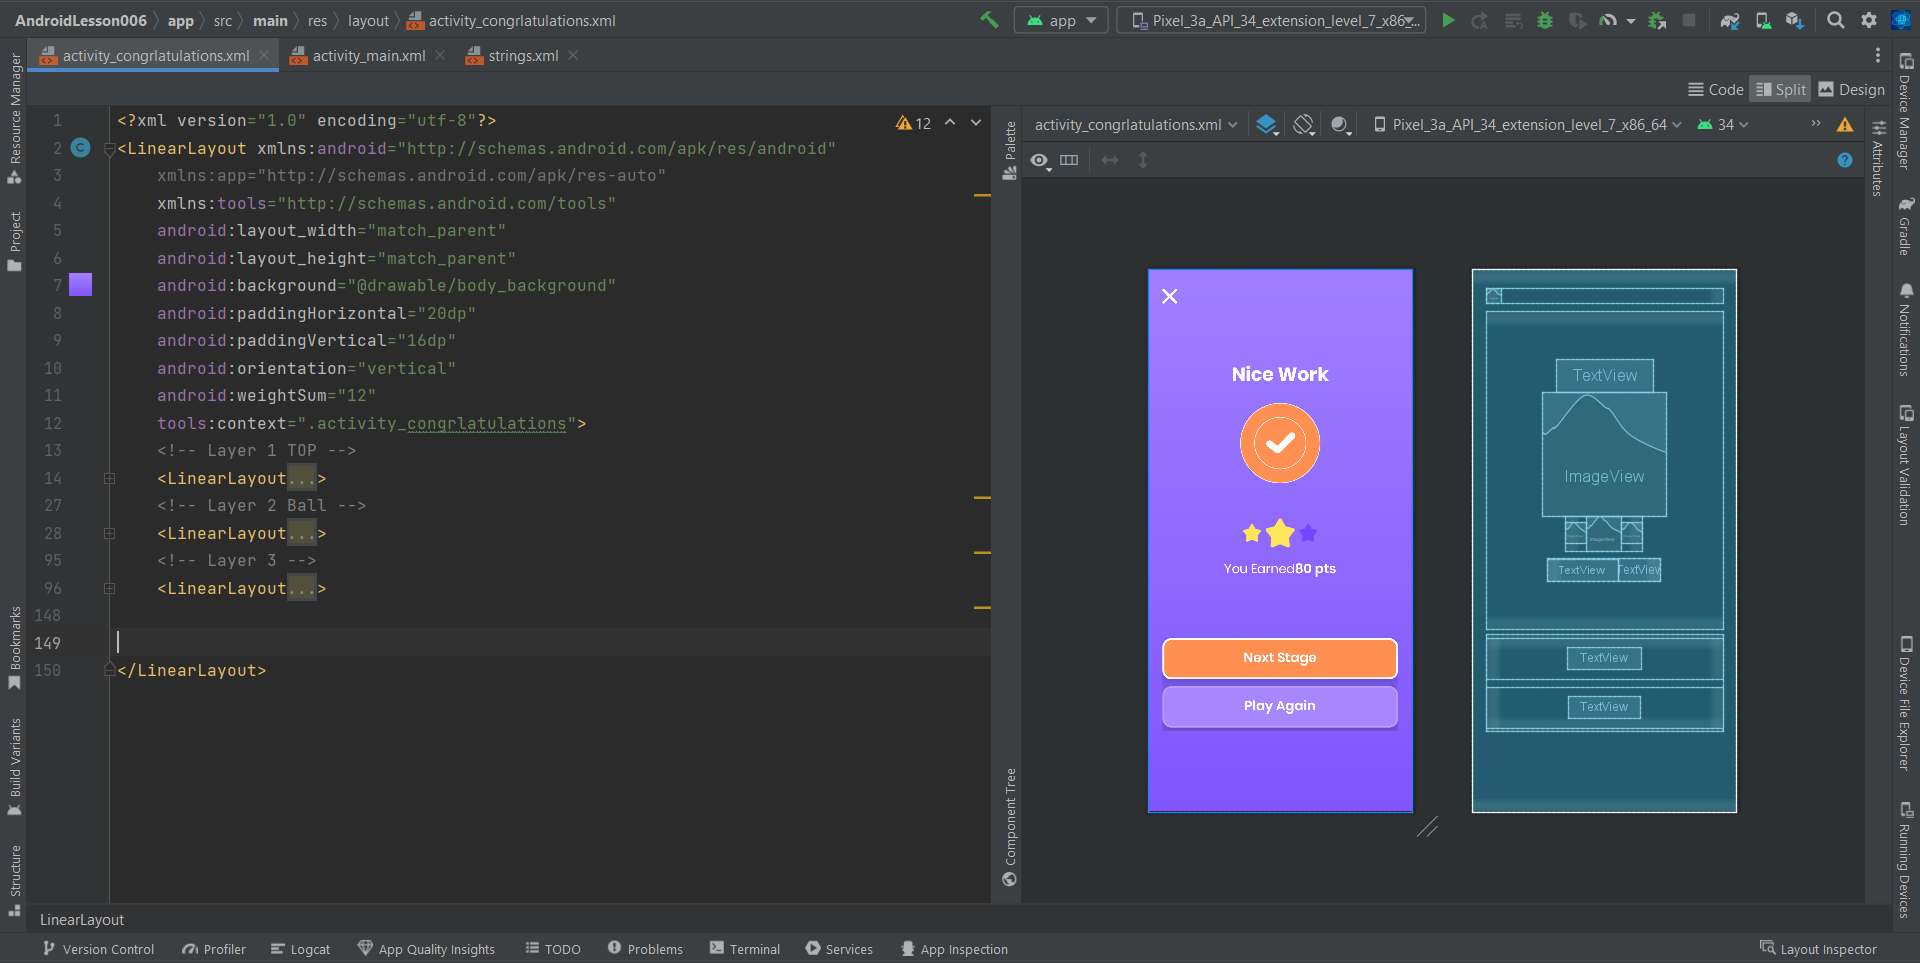 AndroidLesson006 app src main res layout activity_congrlatulations.xml
app Pixel_3a_API_34_extension_level_7_x86...
activity_congrlatulations.xml activity_main.xml strings.xml
Code Split Design
1 <?xml version="1.0" encoding="utf-8"?>
2 <LinearLayout xmlns:android="http://schemas.android.com/apk/res/android"
3 xmlns:app="http://schemas.android.com/apk/res-auto"
4 xmlns:tools="http://schemas.android.com/tools"
5 android:layout_width="match_parent"
6 android:layout_height="match_parent"
7 android:background="@drawable/body_background"
8 android:paddingHorizontal="20dp"
9 android:paddingVertical="16dp"
10 android:orientation="vertical"
11 android:weightSum="12"
12 tools:context=".activity_congrlatulations">
13 <!-- Layer 1 TOP -->
14 <LinearLayout...>
27 <!-- Layer 2 Ball -->
28 <LinearLayout...>
95 <!-- Layer 3 -->
96 <LinearLayout...>
148
149
150 </LinearLayout>
12
activity_congrlatulations.xml Pixel_3a_API_34_extension_level_7_x86_64 34
Nice Work
You Earned80 pts
Next Stage
Play Again
TextView
ImageView
ImageView
TextView TextView
TextView
TextView
Resource Manager
Project
Bookmarks
Build Variants
Structure
Palette
Component Tree
Attributes
Device Manager
Gradle
Notifications
Layout Validation
Device File Explorer
Running Devices
LinearLayout
Version Control Profiler Logcat App Quality Insights TODO Problems Terminal Services App Inspection Layout Inspector